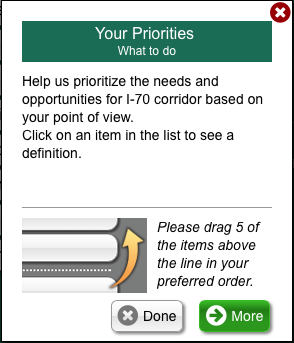 Your Priorities
What to do
Help us prioritize the needs and
opportunities for I-70 corridor based on
your point of view.
Click on an item in the list to see a
definition.
Please drag 5 of
the items above
the line in your
preferred order.
Done
More